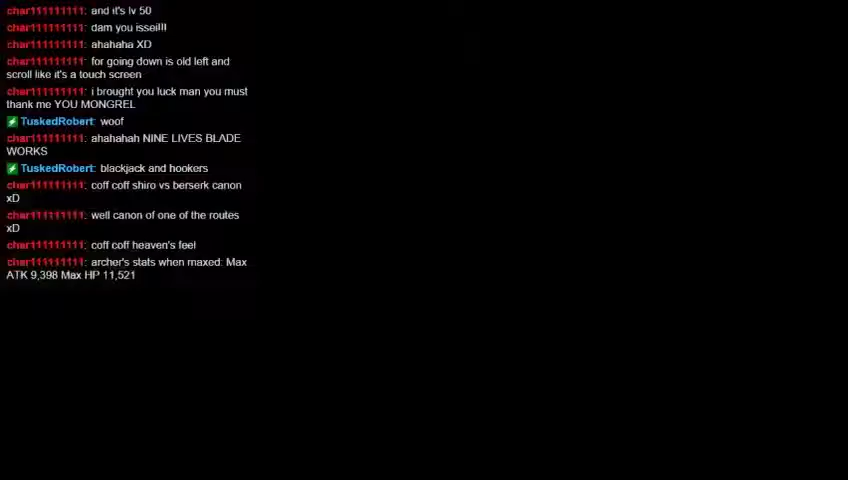 char111111111: and it's lv 50
char111111111: dam you issei!!!
char111111111: ahahaha XD
char111111111: for going down is old left and
scroll like it's a touch screen
char111111111: i brought you luck man you must
thank me YOU MONGREL
TuskedRobert: woof
char111111111: ahahahah NINE LIVES BLADE
WORKS
TuskedRobert: blackjack and hookers
char111111111: coff coff shiro vs berserk canon
xD
char111111111: well canon of one of the routes
xD
char111111111: coff coff heaven's feel
char111111111: archer's stats when maxed: Max
ATK 9,398 Max HP 11,521